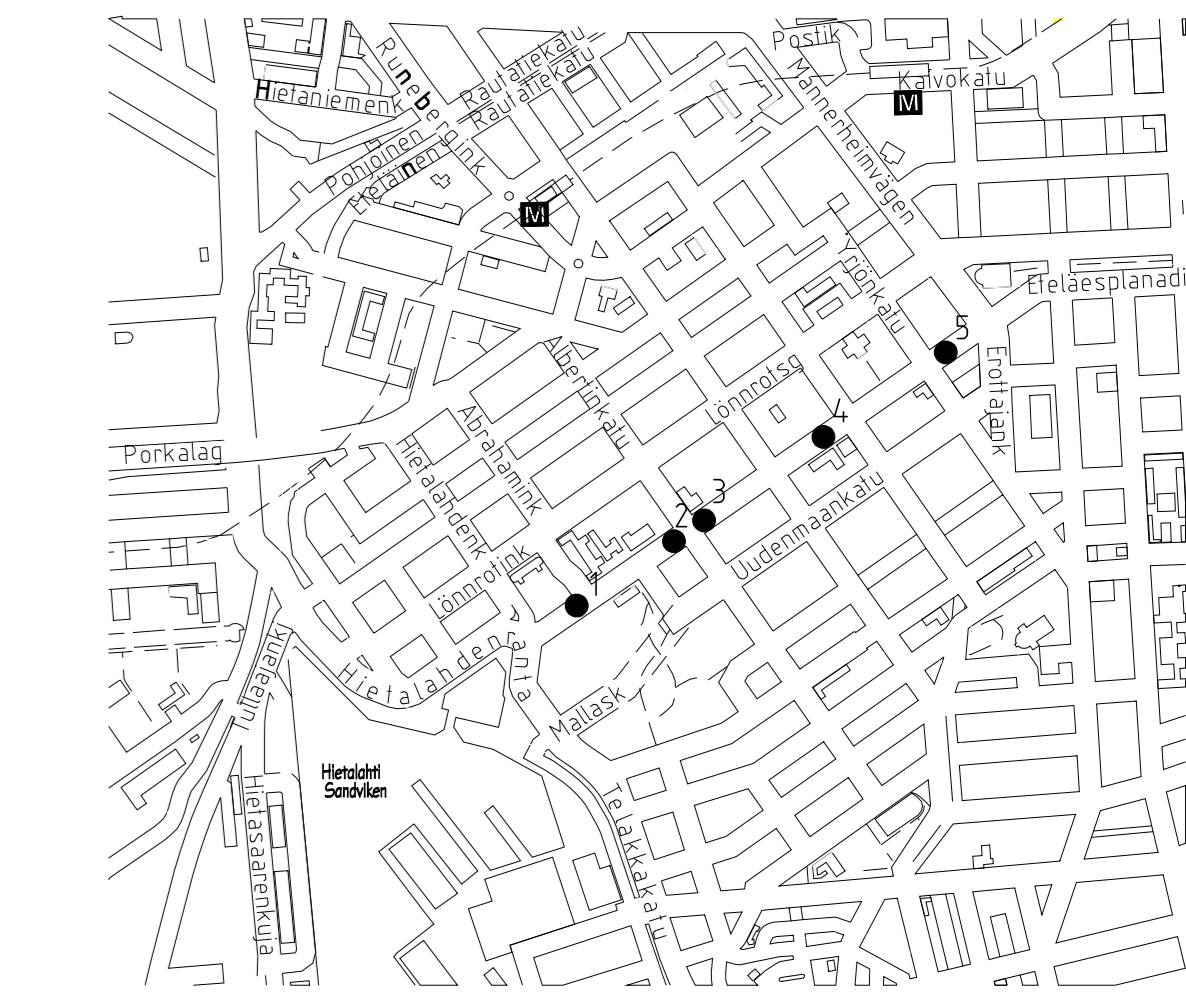 Postik
Runebergink
Rautatiekatu
Rautatiekatu
Kaivokatu
M
Hietaniemenk
Mannerheimvägen
Pohjoinen
Eteläinen
M
Yrjönkatu
Eteläesplanadi
5
Albertinkatu
Erottajank
Lönnrotsg
4
Abrahamink
Porkalag
Hietalahdenk
3
2
Uudenmaankatu
Lönnrotink
1
Hietalahdenranta
Tullaajank
Mallask
Hietalahti
Sandviken
Hietasaarenkuja
Telakkakatu